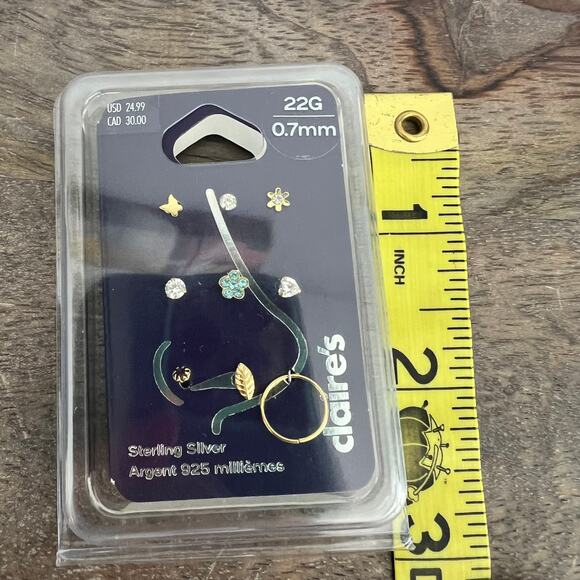 USD 24.99
CAD 30.00
22G
0.7mm
claire's
Sterling Silver
Argent 925 millièmes
1
INCH
2
3